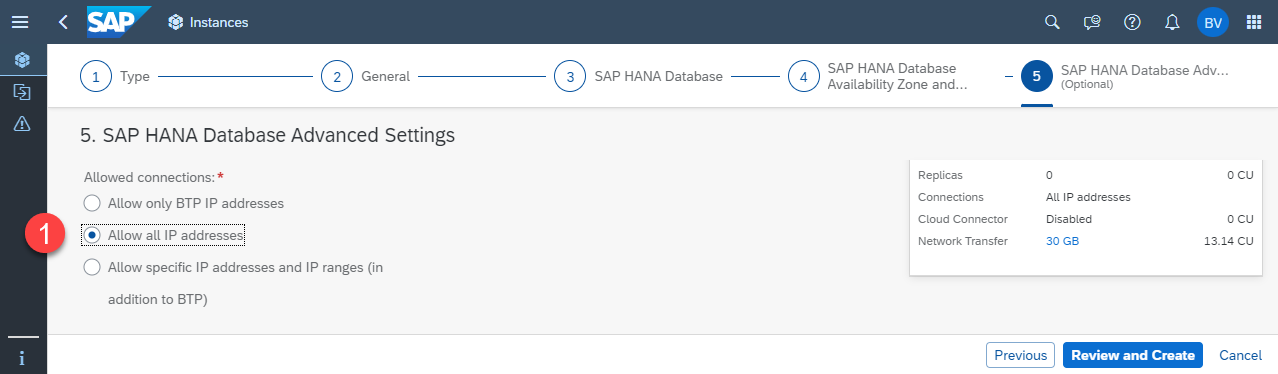 SAP Instances BV
1 Type 2 General 3 SAP HANA Database 4 SAP HANA Database Availability Zone and... 5 SAP HANA Database Adv... (Optional)
5. SAP HANA Database Advanced Settings
Allowed connections:*
Allow only BTP IP addresses
1 Allow all IP addresses
Allow specific IP addresses and IP ranges (in
addition to BTP)
Replicas 0 0 CU
Connections All IP addresses
Cloud Connector Disabled 0 CU
Network Transfer 30 GB 13.14 CU
Previous Review and Create Cancel